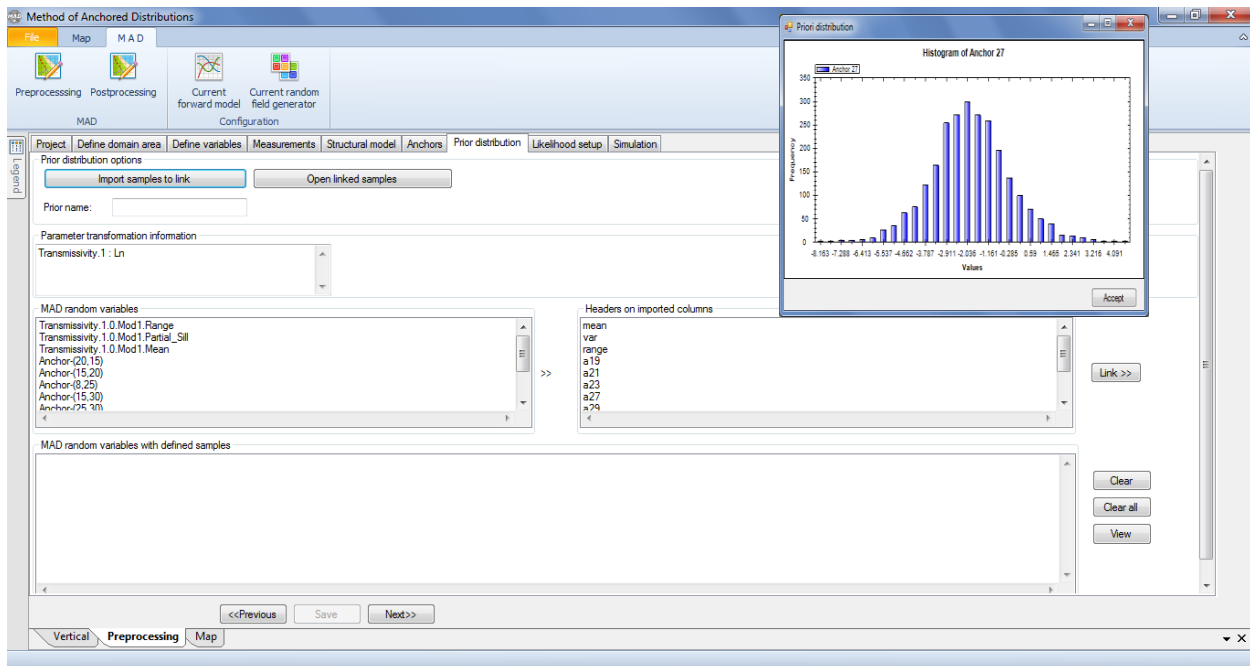 Method of Anchored Distributions
File Map M A D
Preprocesssing Postprocessing Current forward model Current random field generator
MAD Configuration
Legend
Project Define domain area Define variables Measurements Structural model Anchors Prior distribution Likelihood setup Simulation
Prior distribution options
Import samples to link Open linked samples
Prior name:
Parameter transformation information
Transmissivity.1 : Ln
MAD random variables
Transmissivity.1.0.Mod1.Range
Transmissivity.1.0.Mod1.Partial_Sill
Transmissivity.1.0.Mod1.Mean
Anchor-(20,15)
Anchor-(15,20)
Anchor-(8,25)
Anchor-(15,30)
Anchor-(25,30)
>>
Headers on imported columns
mean
var
range
a19
a21
a23
a27
a29
Link >>
MAD random variables with defined samples
Clear
Clear all
View
<<Previous Save Next>>
Vertical Preprocessing Map
Priori distribution
Histogram of Anchor 27
Anchor 27
Frequency
350
300
250
200
150
100
50
0
-8.163 -7.288 -6.413 -5.537 -4.662 -3.787 -2.911 -2.036 -1.161 -0.285 0.59 1.465 2.341 3.216 4.091
Values
Accept